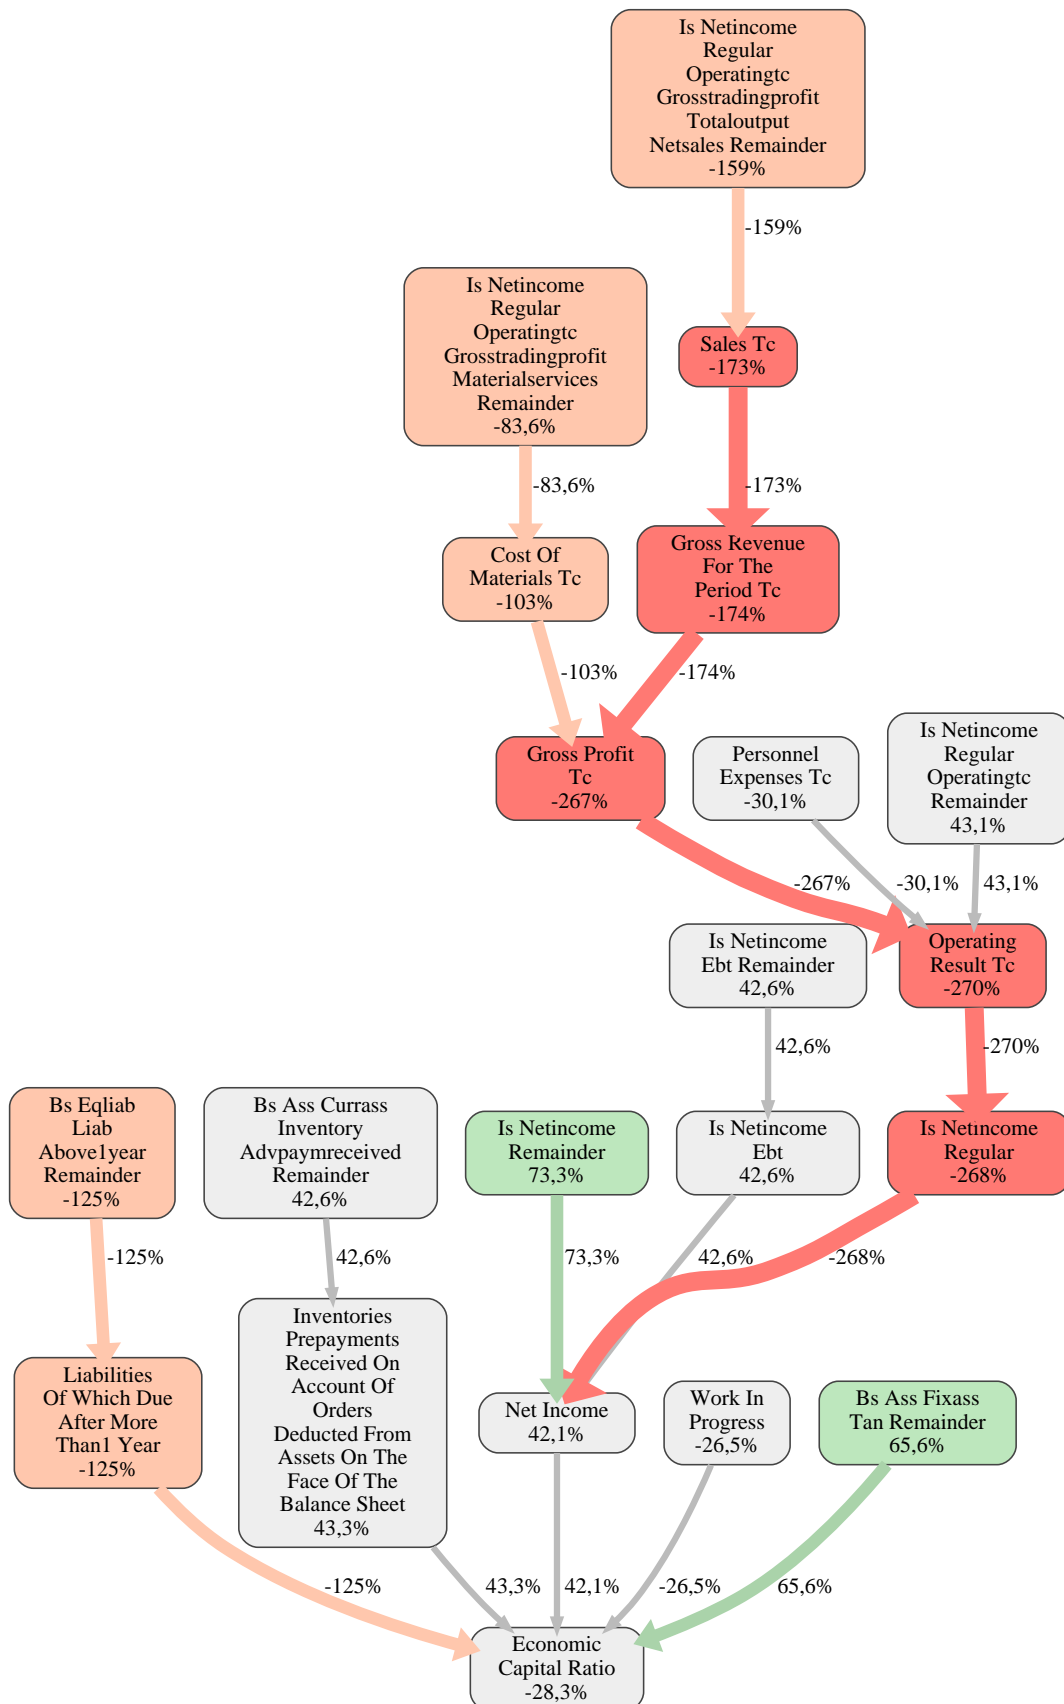 Is Netincome
Regular
Operatingtc
Grosstradingprofit
Totaloutput
Netsales Remainder
-159%
-159%
Is Netincome
Regular
Operatingtc
Grosstradingprofit
Materialservices
Remainder
-83,6%
Sales Tc
-173%
-83,6%
-173%
Cost Of
Materials Tc
-103%
Gross Revenue
For The
Period Tc
-174%
-103%
-174%
Gross Profit
Tc
-267%
Personnel
Expenses Tc
-30,1%
Is Netincome
Regular
Operatingtc
Remainder
43,1%
-267%
-30,1%
43,1%
Is Netincome
Ebt Remainder
42,6%
Operating
Result Tc
-270%
42,6%
-270%
Bs Eqliab
Liab
Above1year
Remainder
-125%
Bs Ass Currass
Inventory
Advpaymreceived
Remainder
42,6%
Is Netincome
Remainder
73,3%
Is Netincome
Ebt
42,6%
Is Netincome
Regular
-268%
-125%
42,6%
73,3%
42,6%
-268%
Liabilities
Of Which Due
After More
Than1 Year
-125%
Inventories
Prepayments
Received On
Account Of
Orders
Deducted From
Assets On The
Face Of The
Balance Sheet
43,3%
Net Income
42,1%
Work In
Progress
-26,5%
Bs Ass Fixass
Tan Remainder
65,6%
-125%
43,3%
42,1%
-26,5%
65,6%
Economic
Capital Ratio
-28,3%